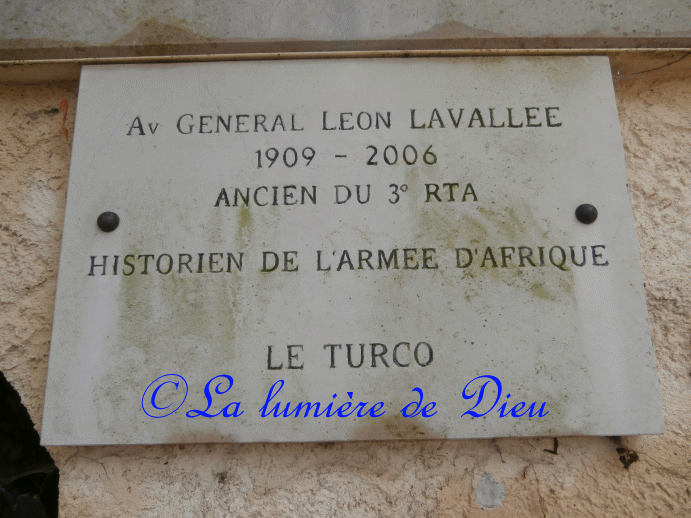 Av GENERAL LEON LAVALLEE
1909 - 2006
ANCIEN DU 3° RTA
HISTORIEN DE L'ARMEE D'AFRIQUE
LE TURCO
©La lumière de Dieu